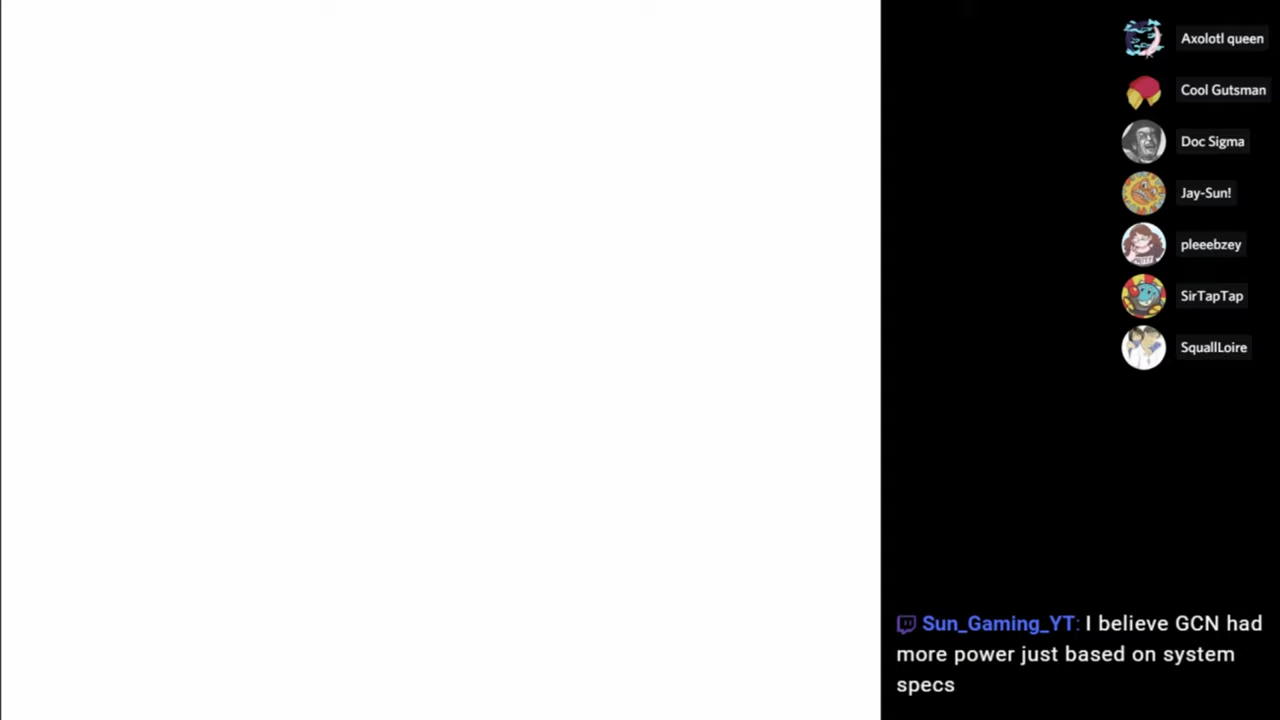 Axolotl queen
Cool Gutsman
Doc Sigma
Jay-Sun!
pleeebzey
SirTapTap
SquallLoire
Sun_Gaming_YT: I believe GCN had
more power just based on system
specs